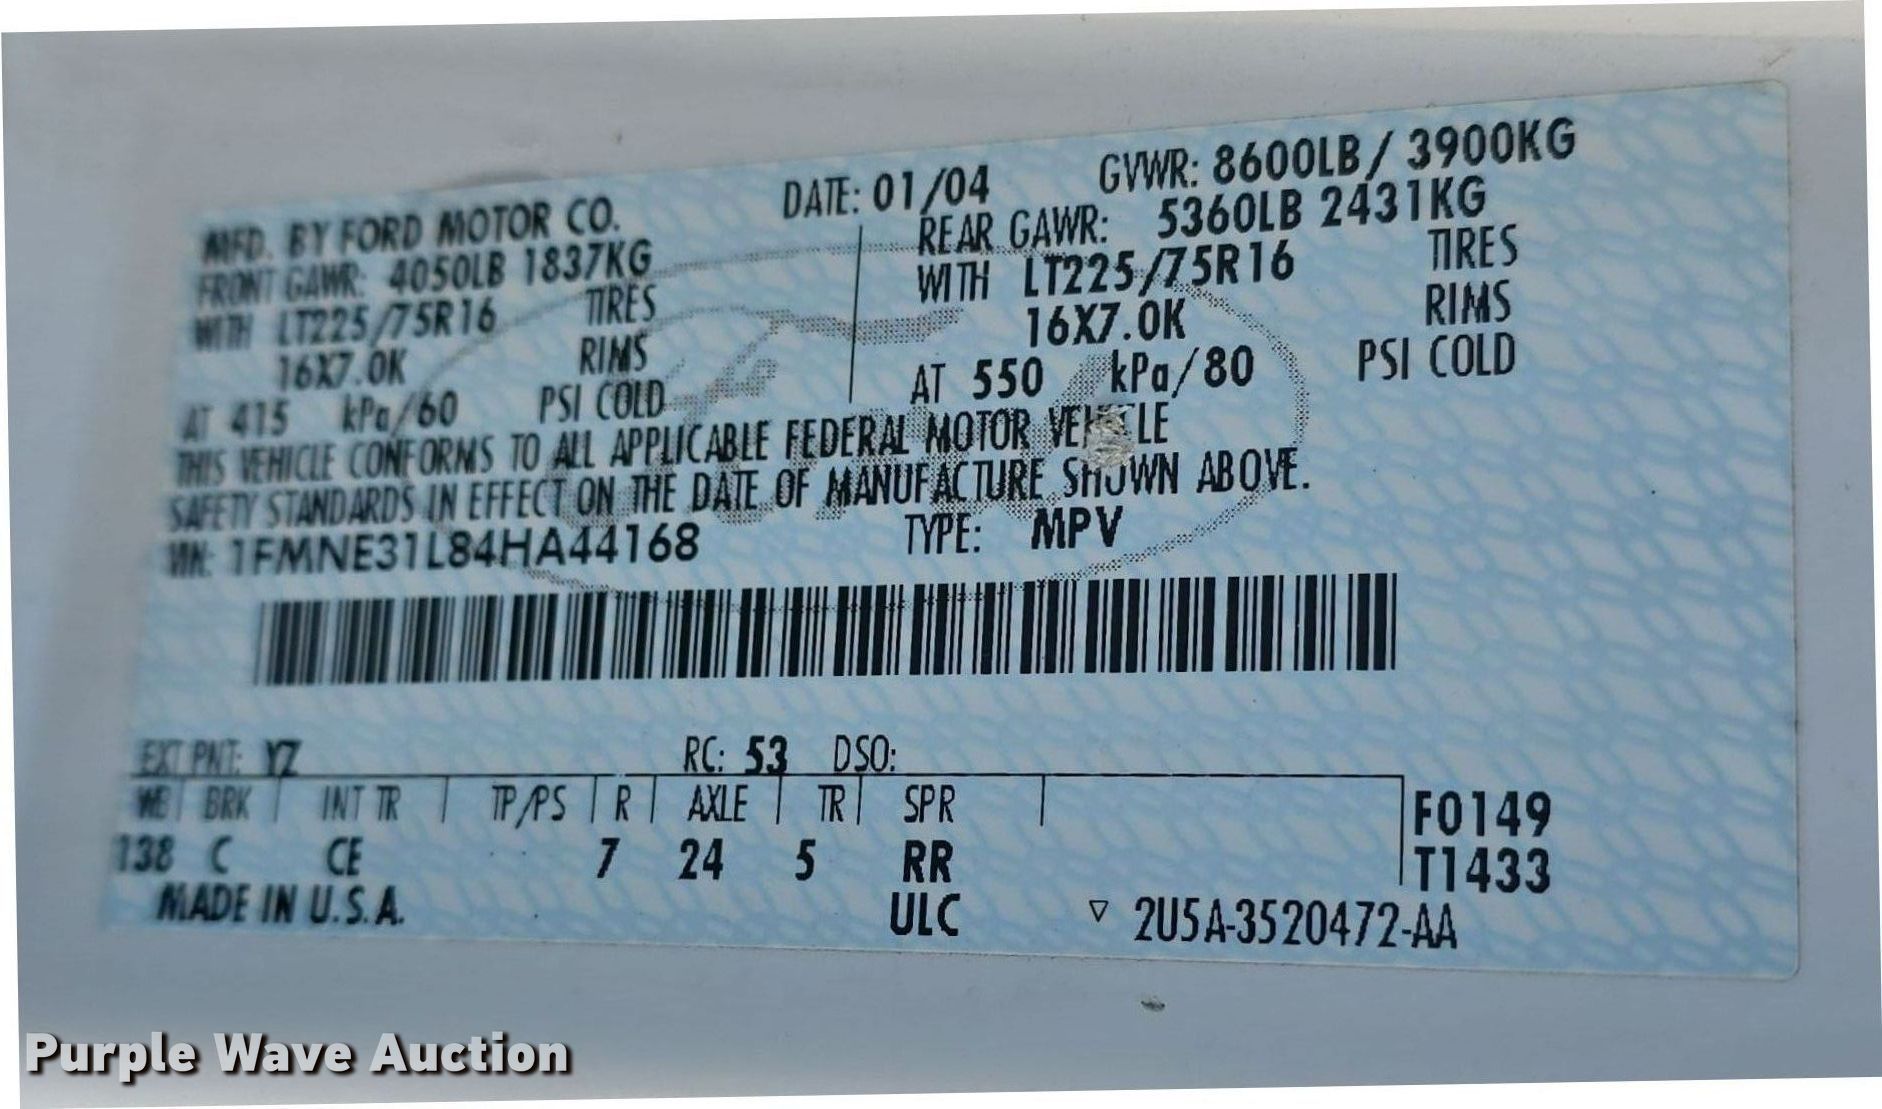 MFD. BY FORD MOTOR CO. DATE: 01/04 GVWR: 8600LB/ 3900KG
FRONT GAWR: 4050LB 1837KG REAR GAWR: 5360LB 2431KG
WITH LT225/75R16 TIRES WITH LT225/75R16 TIRES
16X7.0K RIMS 16X7.0K RIMS
AT 415 kPa/60 PSI COLD AT 550 kPa/80 PSI COLD
THIS VEHICLE CONFORMS TO ALL APPLICABLE FEDERAL MOTOR VEHICLE
SAFETY STANDARDS IN EFFECT ON THE DATE OF MANUFACTURE SHOWN ABOVE.
VIN: 1FMNE31L84HA44168 TYPE: MPV
EXT PNT: YZ RC: 53 DSO:
WB BRK INT TR TP/PS R AXLE TR SPR F0149
138 C CE 7 24 5 RR T1433
MADE IN U.S.A. ULC ▽ 2U5A-3520472-AA
Purple Wave Auction